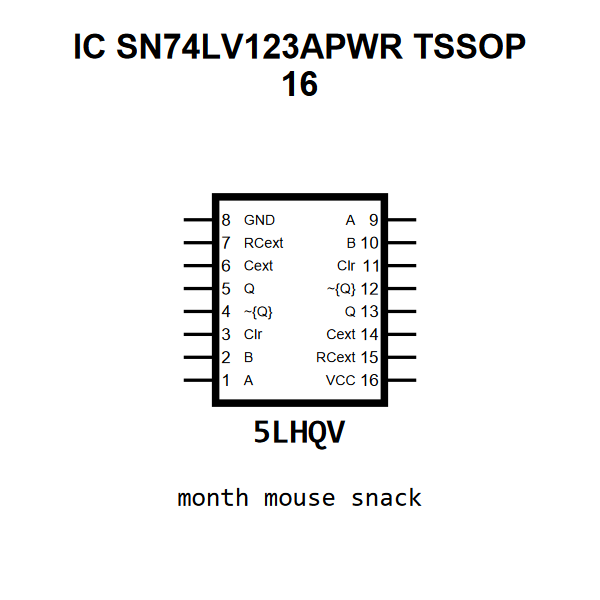 IC SN74LV123APWR TSSOP
16
8 GND A 9
7 RCext B 10
6 Cext Clr 11
5 Q ~{Q} 12
4 ~{Q} Q 13
3 Clr Cext 14
2 B RCext 15
1 A VCC 16
5LHQV
month mouse snack